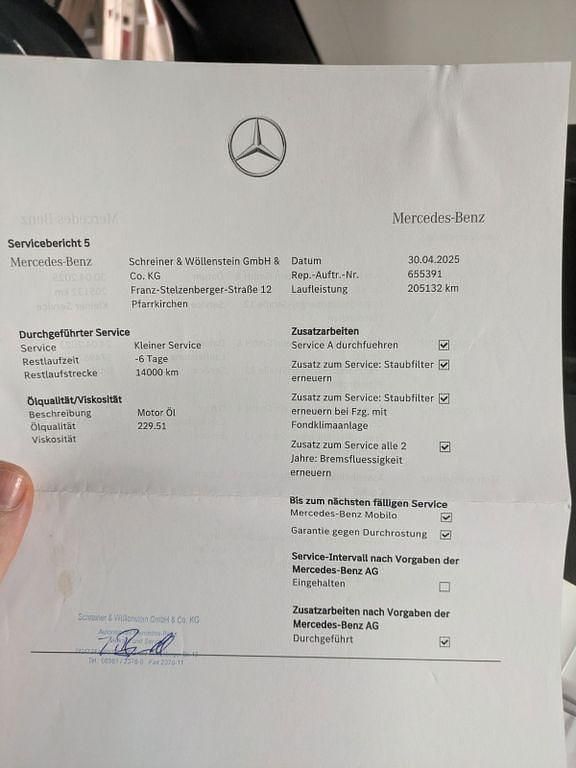 Mercedes-Benz
Servicebericht 5
Mercedes-Benz
Schreiner & Wöllenstein GmbH &
Co. KG
Franz-Stelzenberger-Straße 12
Pfarrkirchen
Datum 30.04.2025
Rep.-Auftr.-Nr. 655391
Laufleistung 205132 km
Durchgeführter Service
Service Kleiner Service
Restlaufzeit -6 Tage
Restlaufstrecke 14000 km
Ölqualität/Viskosität
Beschreibung Motor Öl
Ölqualität 229.51
Viskosität
Zusatzarbeiten
Service A durchfuehren
Zusatz zum Service: Staubfilter
erneuern
Zusatz zum Service: Staubfilter
erneuern bei Fzg. mit
Fondklimaanlage
Zusatz zum Service alle 2
Jahre: Bremsfluessigkeit
erneuern
Bis zum nächsten fälligen Service
Mercedes-Benz Mobilo
Garantie gegen Durchrostung
Service-Intervall nach Vorgaben der
Mercedes-Benz AG
Eingehalten
Zusatzarbeiten nach Vorgaben der
Mercedes-Benz AG
Durchgeführt
Schreiner & Wöllenstein GmbH & Co. KG